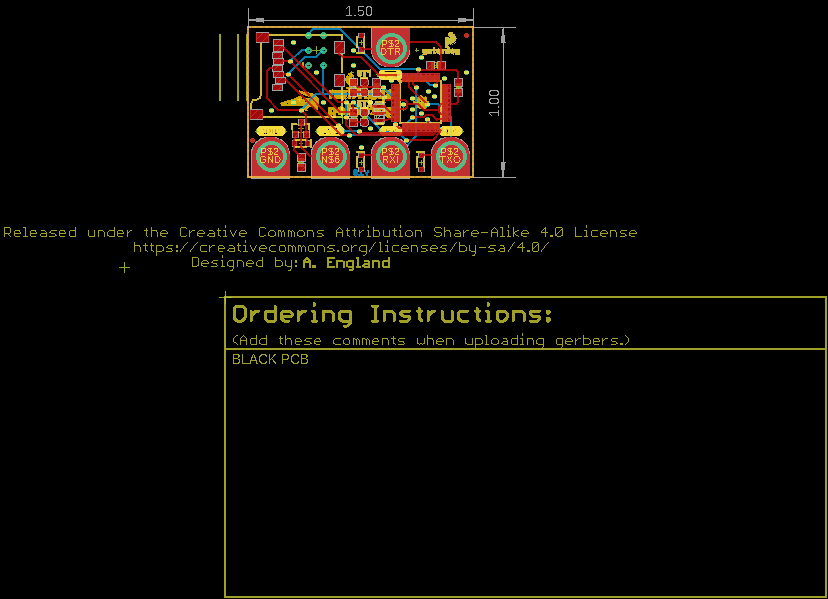 1.50
P$2
DTR
1.00
P$2
GND
P$2
N$6
P$2
RXI
P$2
TXO
Released under the Creative Commons Attribution Share-Alike 4.0 License
https://creativecommons.org/licenses/by-sa/4.0/
Designed by: A. England
Ordering Instructions:
(Add these comments when uploading gerbers.)
BLACK PCB